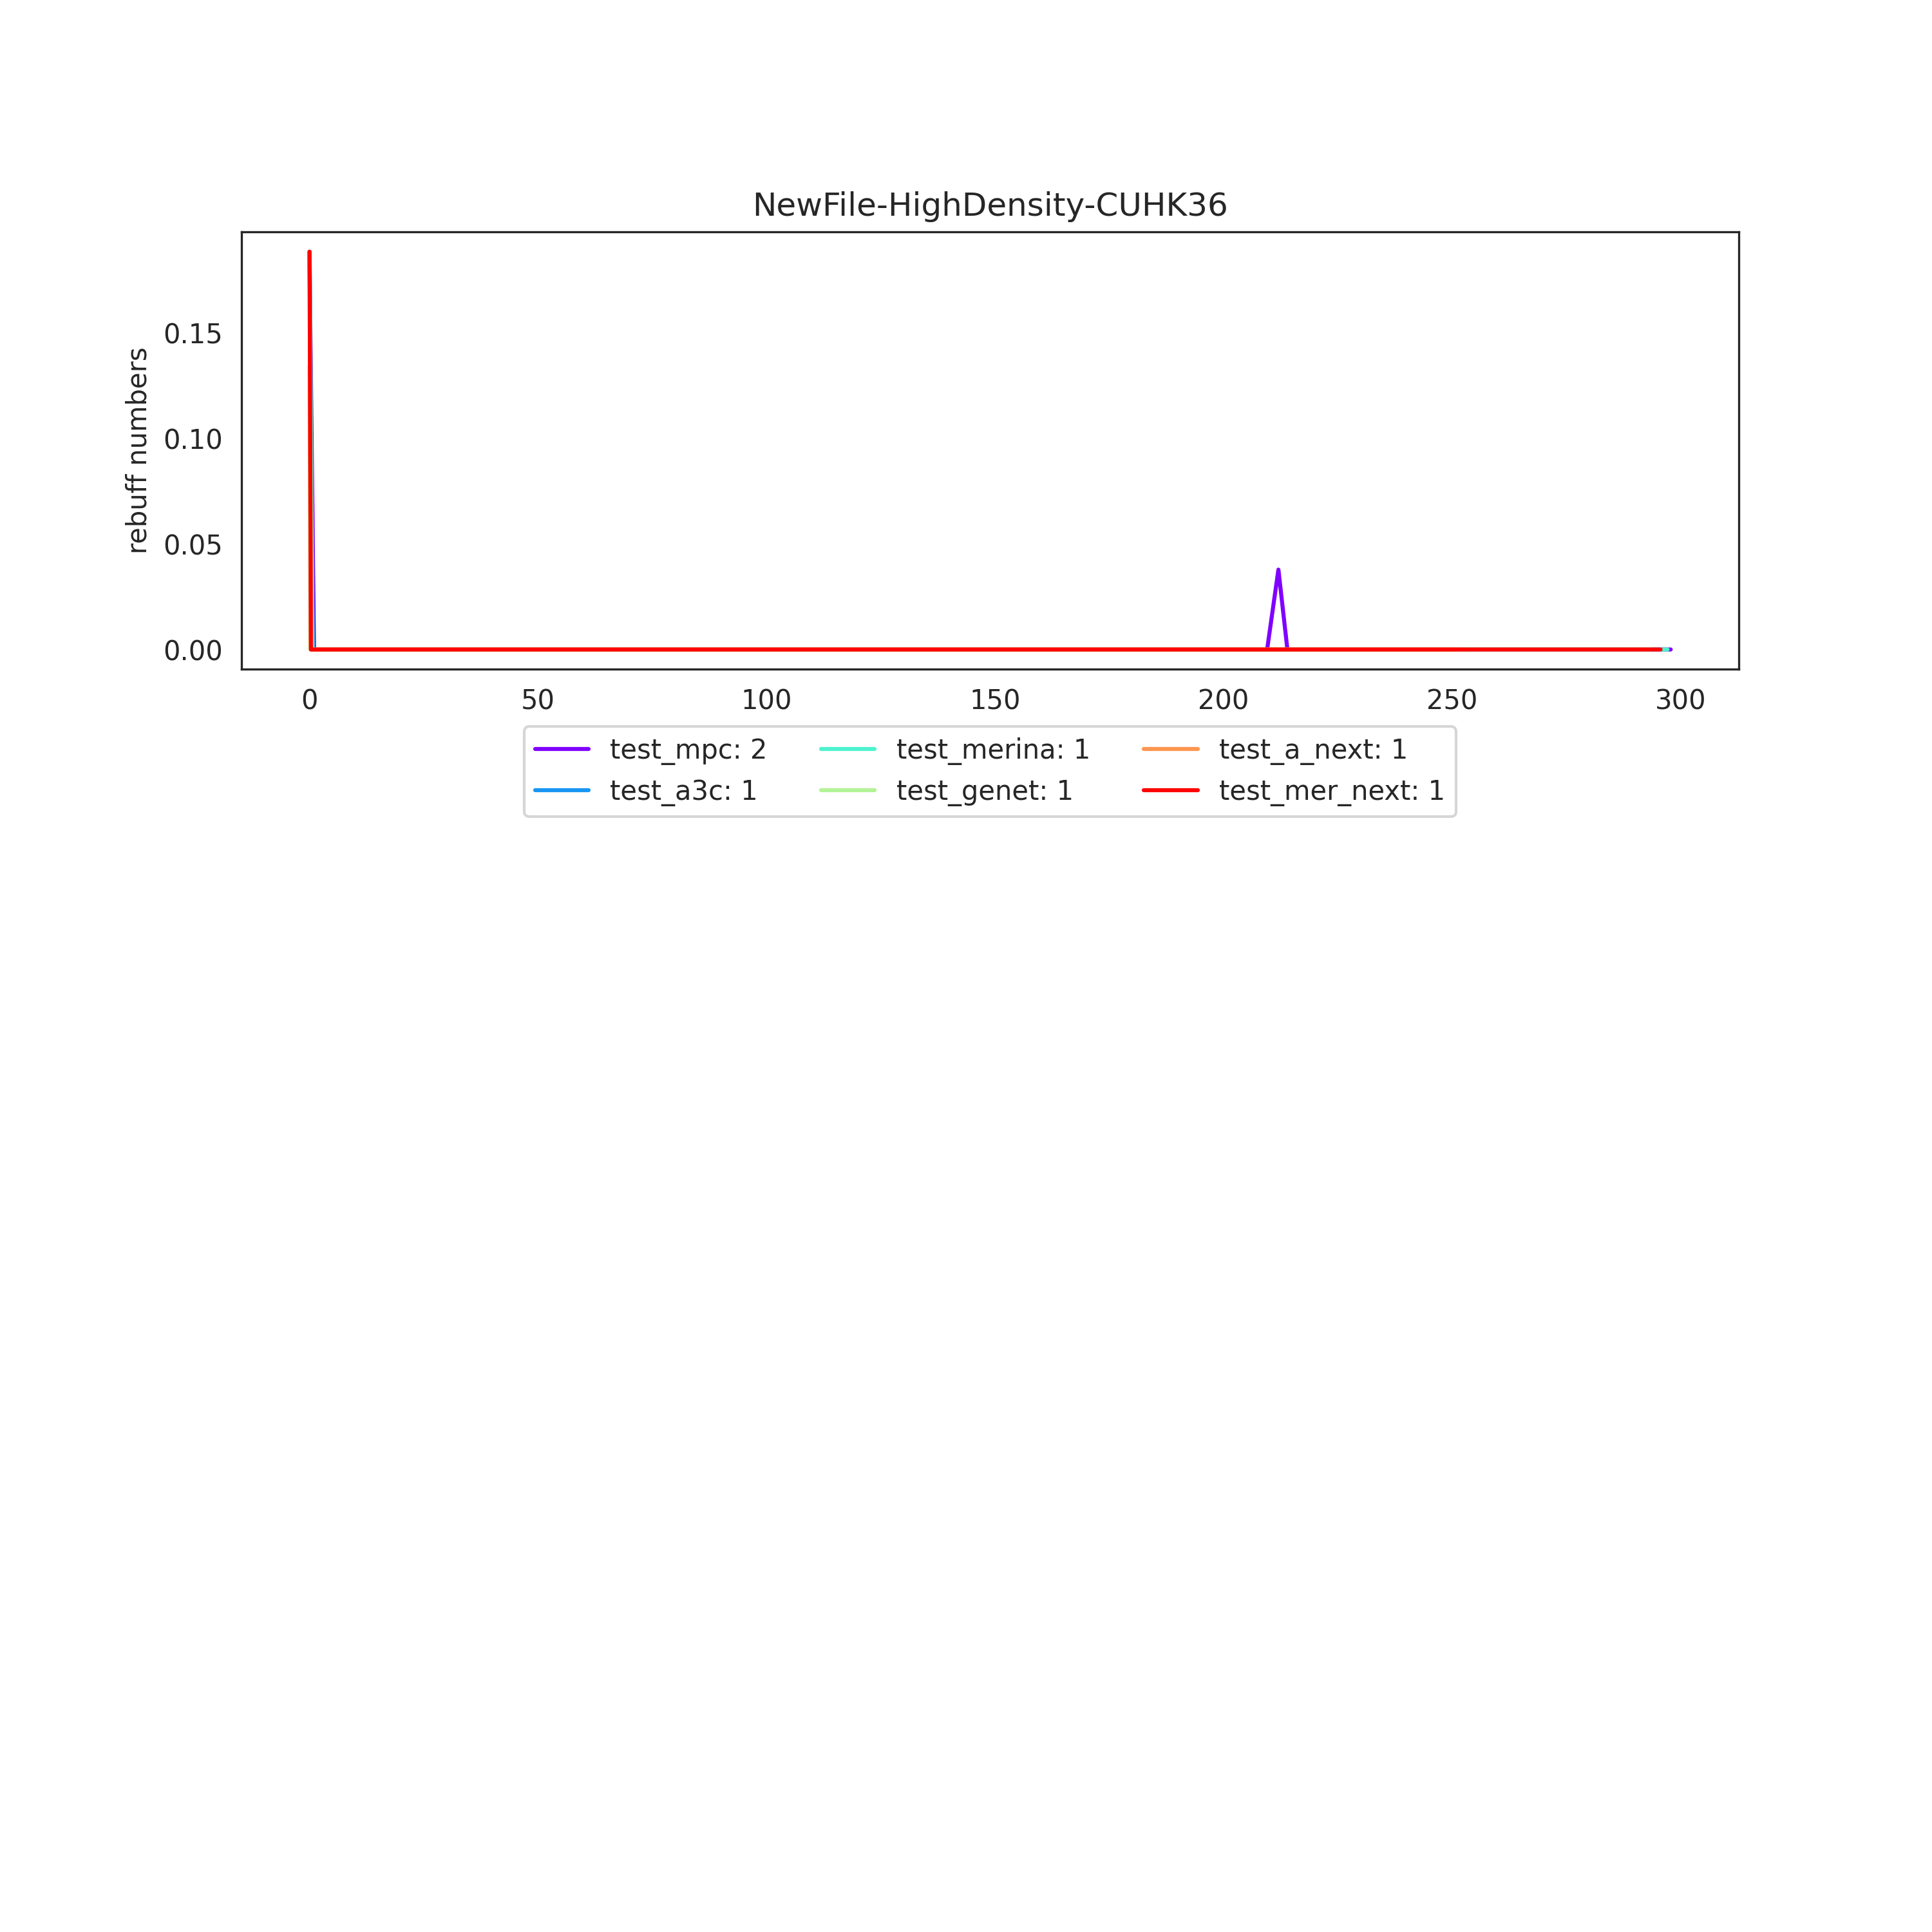 NewFile-HighDensity-CUHK36
rebuff numbers
0.15
0.10
0.05
0.00
0 50 100 150 200 250 300
test_mpc: 2 test_merina: 1 test_a_next: 1
test_a3c: 1 test_genet: 1 test_mer_next: 1